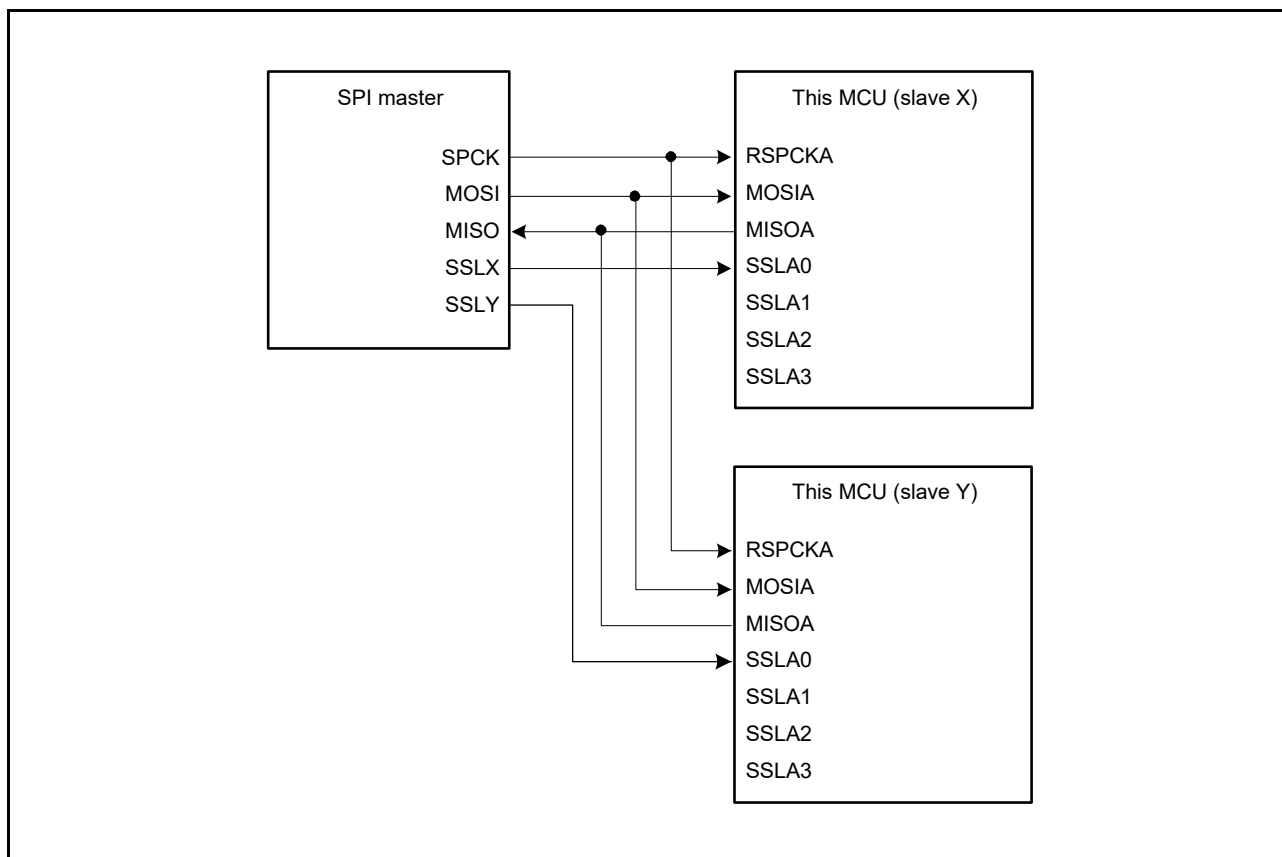 SPI master
SPCK
MOSI
MISO
SSLX
SSLY
This MCU (slave X)
RSPCKA
MOSIA
MISOA
SSLA0
SSLA1
SSLA2
SSLA3
This MCU (slave Y)
RSPCKA
MOSIA
MISOA
SSLA0
SSLA1
SSLA2
SSLA3